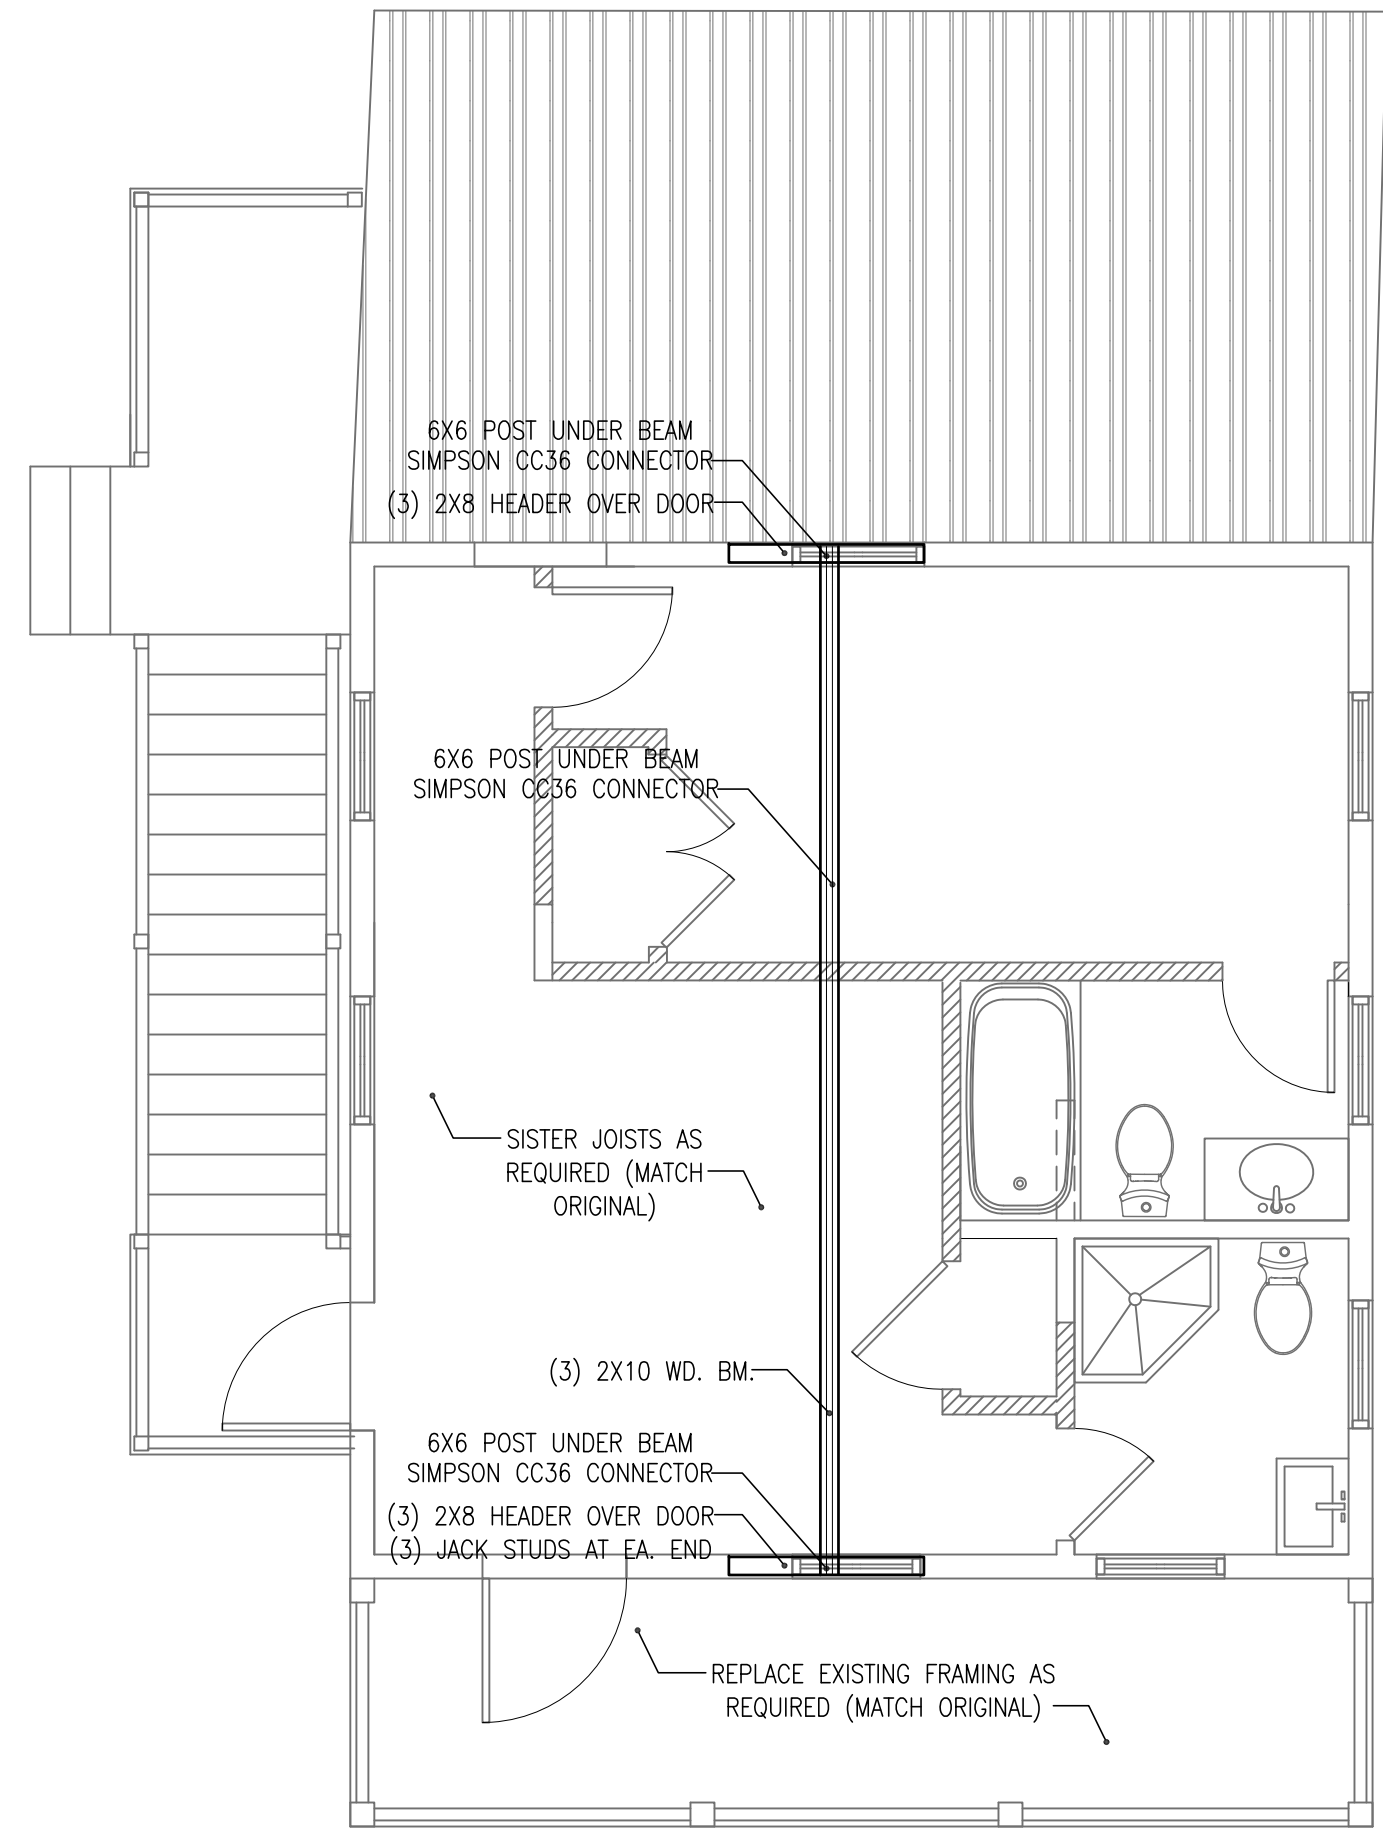 6X6 POST UNDER BEAM
SIMPSON CC36 CONNECTOR
(3) 2X8 HEADER OVER DOOR
6X6 POST UNDER BEAM
SIMPSON CC36 CONNECTOR
SISTER JOISTS AS
REQUIRED (MATCH
ORIGINAL)
(3) 2X10 WD. BM.
6X6 POST UNDER BEAM
SIMPSON CC36 CONNECTOR
(3) 2X8 HEADER OVER DOOR
(3) JACK STUDS AT EA. END
REPLACE EXISTING FRAMING AS
REQUIRED (MATCH ORIGINAL)